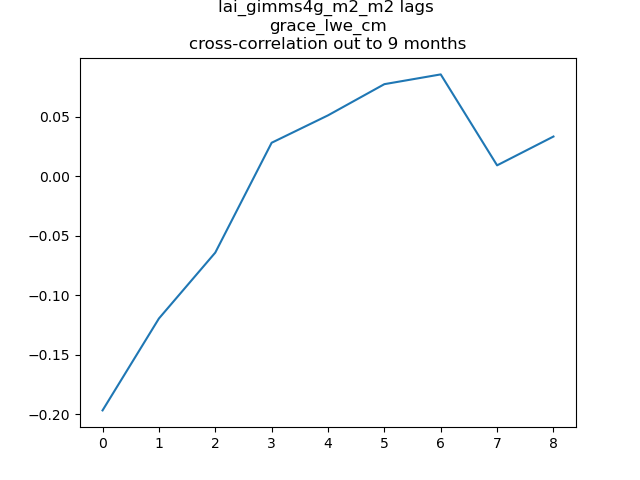 lai_gimms4g_m2_m2 lags
grace_lwe_cm
cross-correlation out to 9 months
0.05
0.00
−0.05
−0.10
−0.15
−0.20
0 1 2 3 4 5 6 7 8